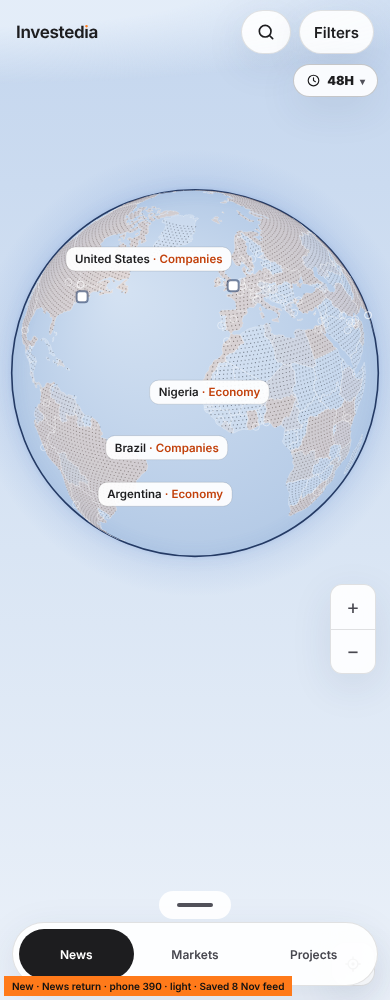 Investedia
Filters
48H
United States · Companies
Nigeria · Economy
Brazil · Companies
Argentina · Economy
+
−
News
Markets
Projects
New · News return · phone 390 · light · Saved 8 Nov feed